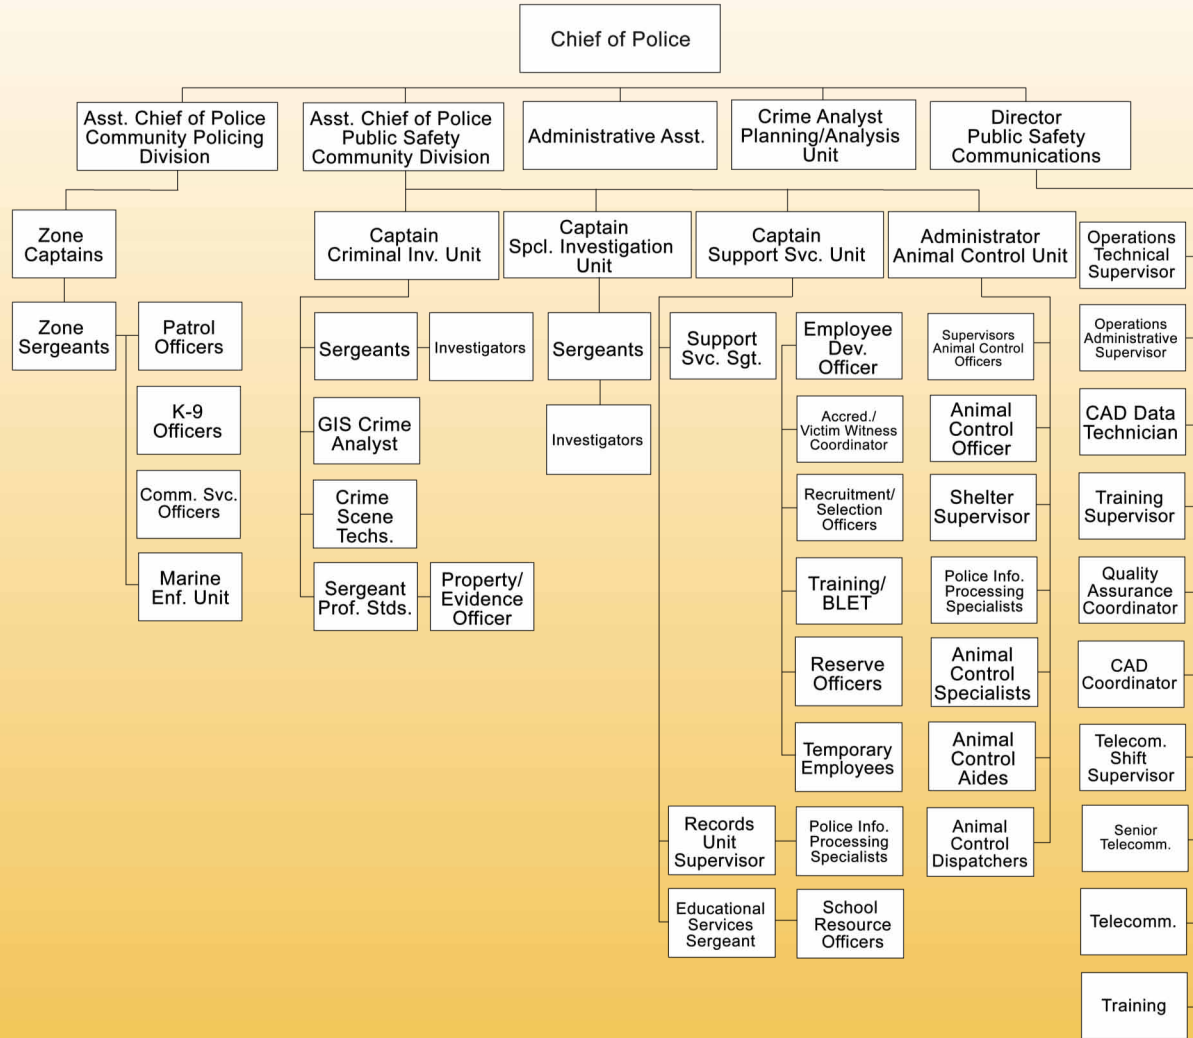 Chief of Police
Asst. Chief of Police
Community Policing
Division
Asst. Chief of Police
Public Safety
Community Division
Administrative Asst.
Crime Analyst
Planning/Analysis
Unit
Director
Public Safety
Communications
Zone
Captains
Captain
Criminal Inv. Unit
Captain
Spcl. Investigation
Unit
Captain
Support Svc. Unit
Administrator
Animal Control Unit
Operations
Technical
Supervisor
Zone
Sergeants
Patrol
Officers
K-9
Officers
Comm. Svc.
Officers
Marine
Enf. Unit
Sergeants
Investigators
GIS Crime
Analyst
Crime
Scene
Techs.
Sergeant
Prof. Stds.
Property/
Evidence
Officer
Sergeants
Investigators
Support
Svc. Sgt.
Employee
Dev.
Officer
Accred./
Victim Witness
Coordinator
Recruitment/
Selection
Officers
Training/
BLET
Reserve
Officers
Temporary
Employees
Records
Unit
Supervisor
Police Info.
Processing
Specialists
Educational
Services
Sergeant
School
Resource
Officers
Supervisors
Animal Control
Officers
Animal
Control
Officer
Shelter
Supervisor
Police Info.
Processing
Specialists
Animal
Control
Specialists
Animal
Control
Aides
Animal
Control
Dispatchers
Operations
Administrative
Supervisor
CAD Data
Technician
Training
Supervisor
Quality
Assurance
Coordinator
CAD
Coordinator
Telecom.
Shift
Supervisor
Senior
Telecomm.
Telecomm.
Training